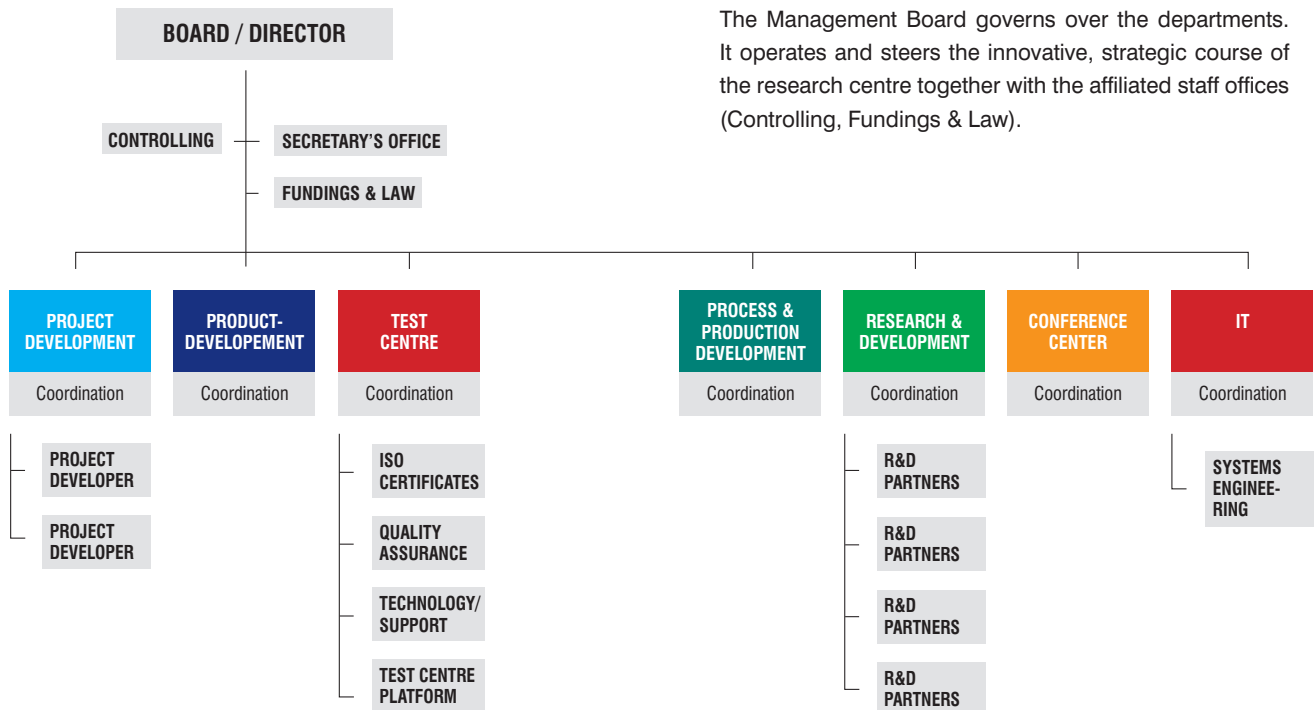 BOARD / DIRECTOR
The Management Board governs over the departments.
It operates and steers the innovative, strategic course of
the research centre together with the affiliated staff offices
(Controlling, Fundings & Law).
CONTROLLING
SECRETARY'S OFFICE
FUNDINGS & LAW
PROJECT
DEVELOPMENT
Coordination
PROJECT
DEVELOPER
PROJECT
DEVELOPER
PRODUCT-
DEVELOPEMENT
Coordination
TEST
CENTRE
Coordination
ISO
CERTIFICATES
QUALITY
ASSURANCE
TECHNOLOGY/
SUPPORT
TEST CENTRE
PLATFORM
PROCESS &
PRODUCTION
DEVELOPMENT
Coordination
RESEARCH &
DEVELOPMENT
Coordination
R&D
PARTNERS
R&D
PARTNERS
R&D
PARTNERS
R&D
PARTNERS
CONFERENCE
CENTER
Coordination
IT
Coordination
SYSTEMS
ENGINEE-
RING